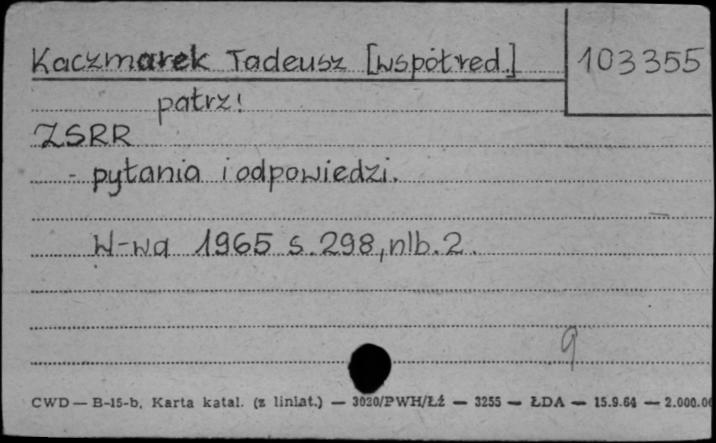 Kaczmarek Tadeusz [współred.] 103355
patrz:
ZSRR
- pytania i odpowiedzi.
W-wa 1965 s. 298, nlb. 2.
9
CWD — B-15-b, Karta katal. (z liniat.) — 3020/PWH/Łź — 3255 — ŁDA — 15.9.64 — 2.000.00